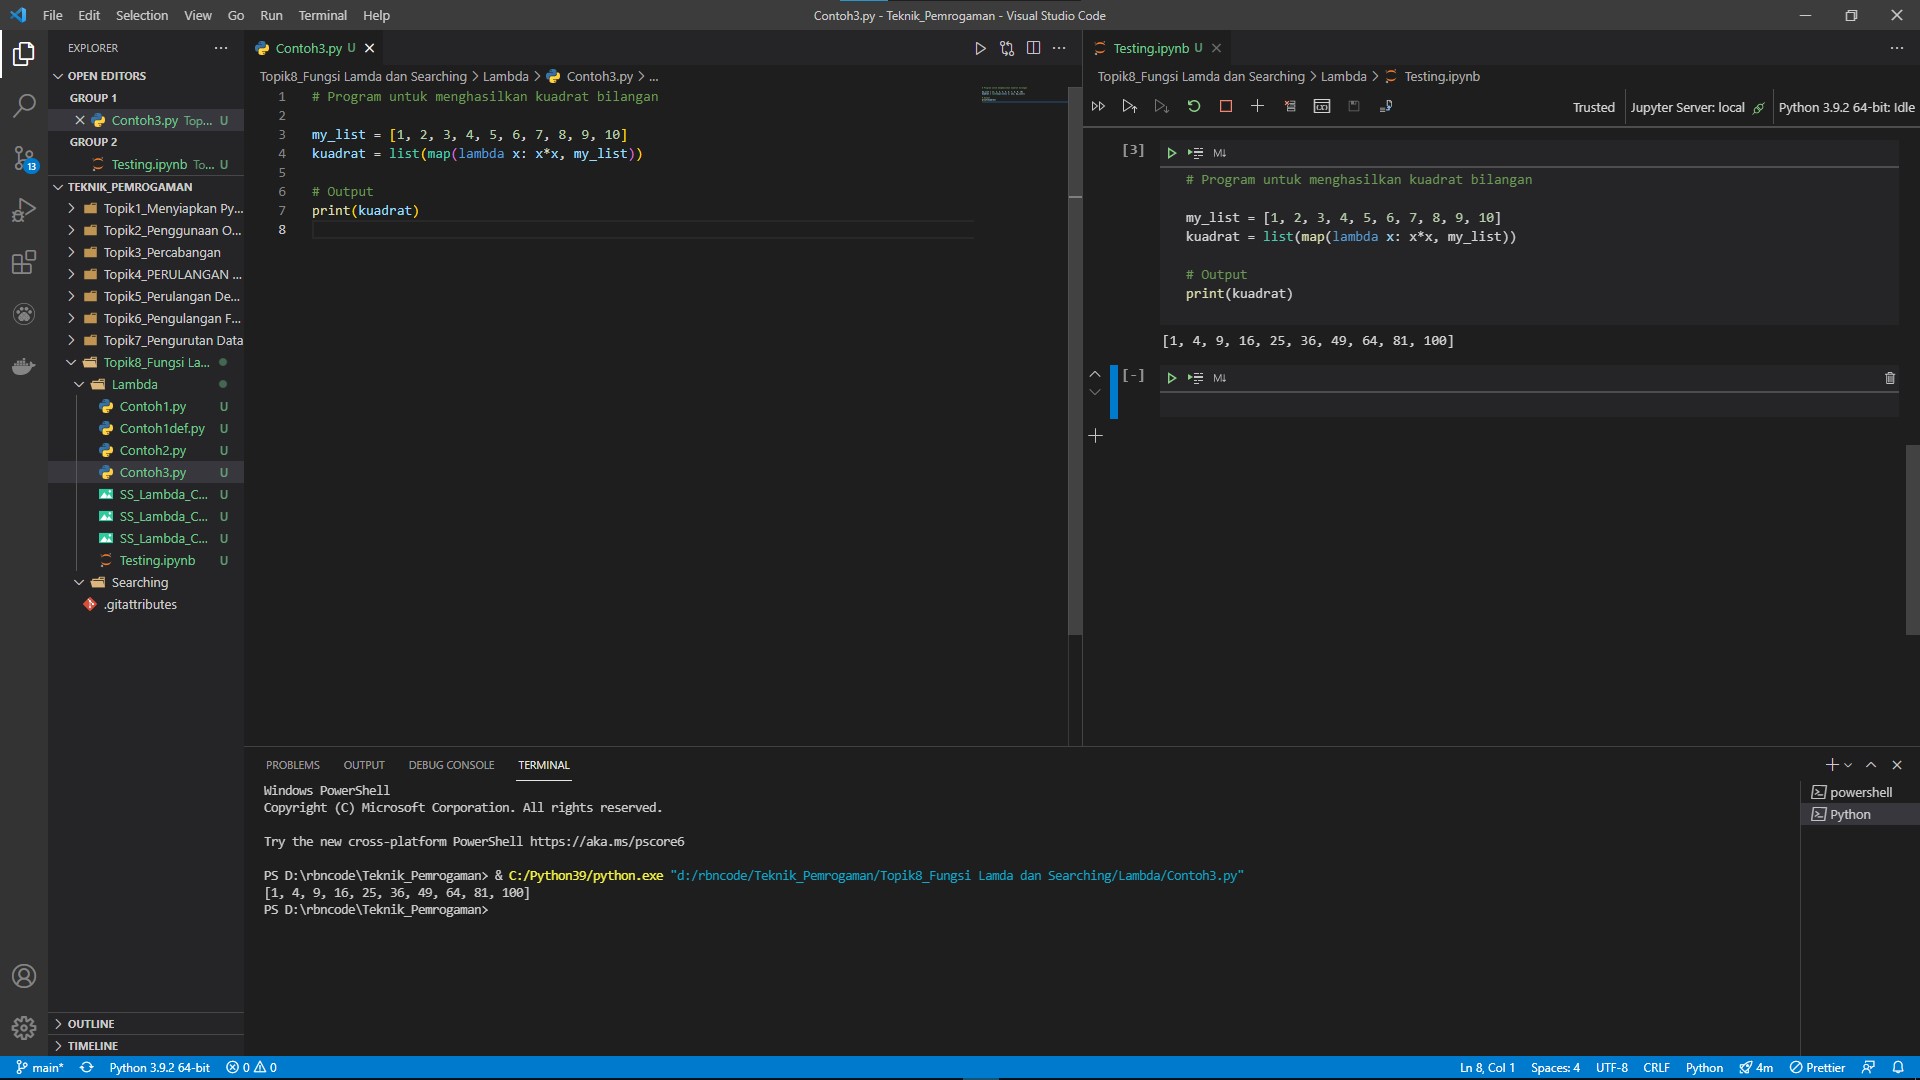 File Edit Selection View Go Run Terminal Help
Contoh3.py - Teknik_Pemrogaman - Visual Studio Code
EXPLORER
OPEN EDITORS
GROUP 1
Contoh3.py Top... U
GROUP 2
Testing.ipynb To... U
TEKNIK_PEMROGAMAN
Topik1_Menyiapkan Py...
Topik2_Penggunaan O...
Topik3_Percabangan
Topik4_PERULANGAN ...
Topik5_Perulangan De...
Topik6_Pengulangan F...
Topik7_Pengurutan Data
Topik8_Fungsi La...
Lambda
Contoh1.py U
Contoh1def.py U
Contoh2.py U
Contoh3.py U
SS_Lambda_C... U
SS_Lambda_C... U
SS_Lambda_C... U
Testing.ipynb U
Searching
.gitattributes
OUTLINE
TIMELINE
13
Contoh3.py U
Topik8_Fungsi Lamda dan Searching > Lambda > Contoh3.py > ...
1 # Program untuk menghasilkan kuadrat bilangan
2
3 my_list = [1, 2, 3, 4, 5, 6, 7, 8, 9, 10]
4 kuadrat = list(map(lambda x: x*x, my_list))
5
6 # Output
7 print(kuadrat)
8
Testing.ipynb U
Topik8_Fungsi Lamda dan Searching > Lambda > Testing.ipynb
Trusted Jupyter Server: local Python 3.9.2 64-bit: Idle
[3] M↓
# Program untuk menghasilkan kuadrat bilangan
my_list = [1, 2, 3, 4, 5, 6, 7, 8, 9, 10]
kuadrat = list(map(lambda x: x*x, my_list))
# Output
print(kuadrat)
[1, 4, 9, 16, 25, 36, 49, 64, 81, 100]
[-] M↓
PROBLEMS OUTPUT DEBUG CONSOLE TERMINAL
Windows PowerShell
Copyright (C) Microsoft Corporation. All rights reserved.
Try the new cross-platform PowerShell https://aka.ms/pscore6
PS D:\rbncode\Teknik_Pemrogaman> & C:/Python39/python.exe "d:/rbncode/Teknik_Pemrogaman/Topik8_Fungsi Lamda dan Searching/Lambda/Contoh3.py"
[1, 4, 9, 16, 25, 36, 49, 64, 81, 100]
PS D:\rbncode\Teknik_Pemrogaman>
powershell
Python
main* Python 3.9.2 64-bit 0 0
Ln 8, Col 1 Spaces: 4 UTF-8 CRLF Python 4m Prettier